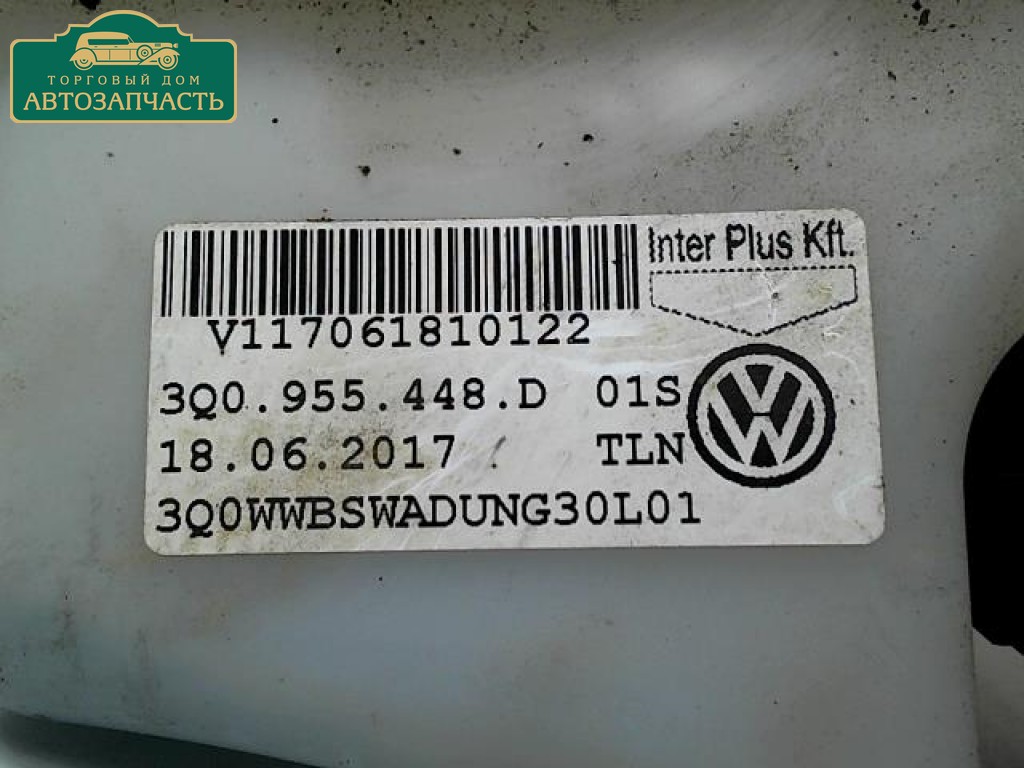 ТОРГОВЫЙ ДОМ
АВТОЗАПЧАСТЬ
Inter Plus Kft.
V117061810122
3Q0.955.448.D 01S
18.06.2017 TLN
3Q0WWBSWADUNG30L01